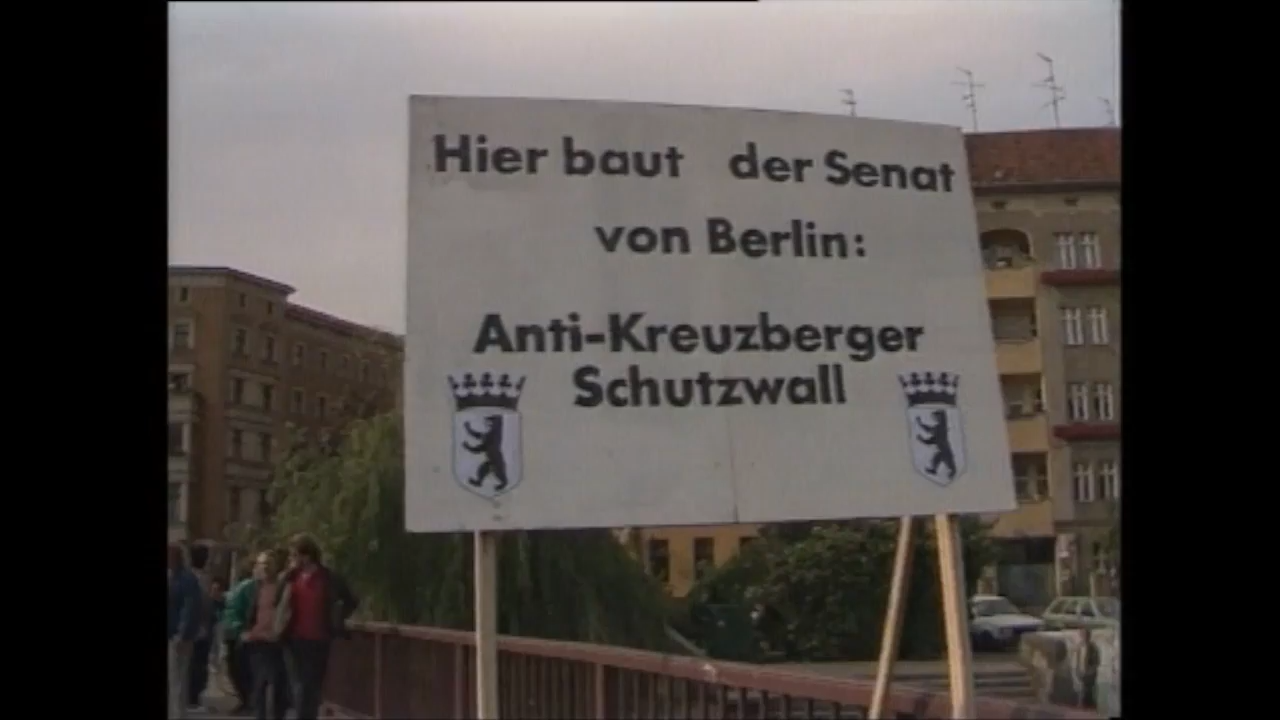 Hier baut der Senat
von Berlin:
Anti-Kreuzberger
Schutzwall